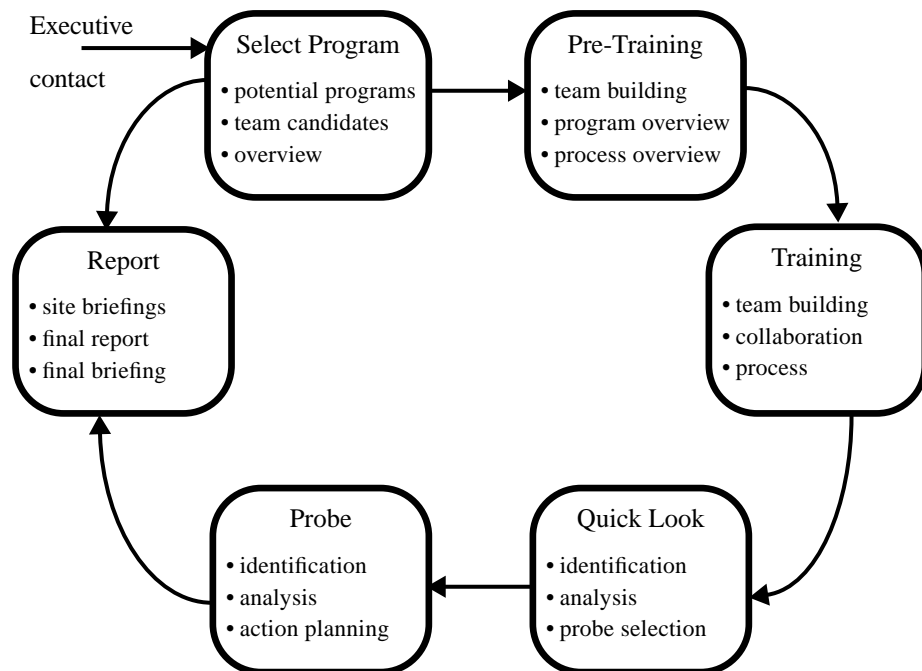 Executive
contact
Select Program
• potential programs
• team candidates
• overview
Pre-Training
• team building
• program overview
• process overview
Training
• team building
• collaboration
• process
Quick Look
• identification
• analysis
• probe selection
Probe
• identification
• analysis
• action planning
Report
• site briefings
• final report
• final briefing